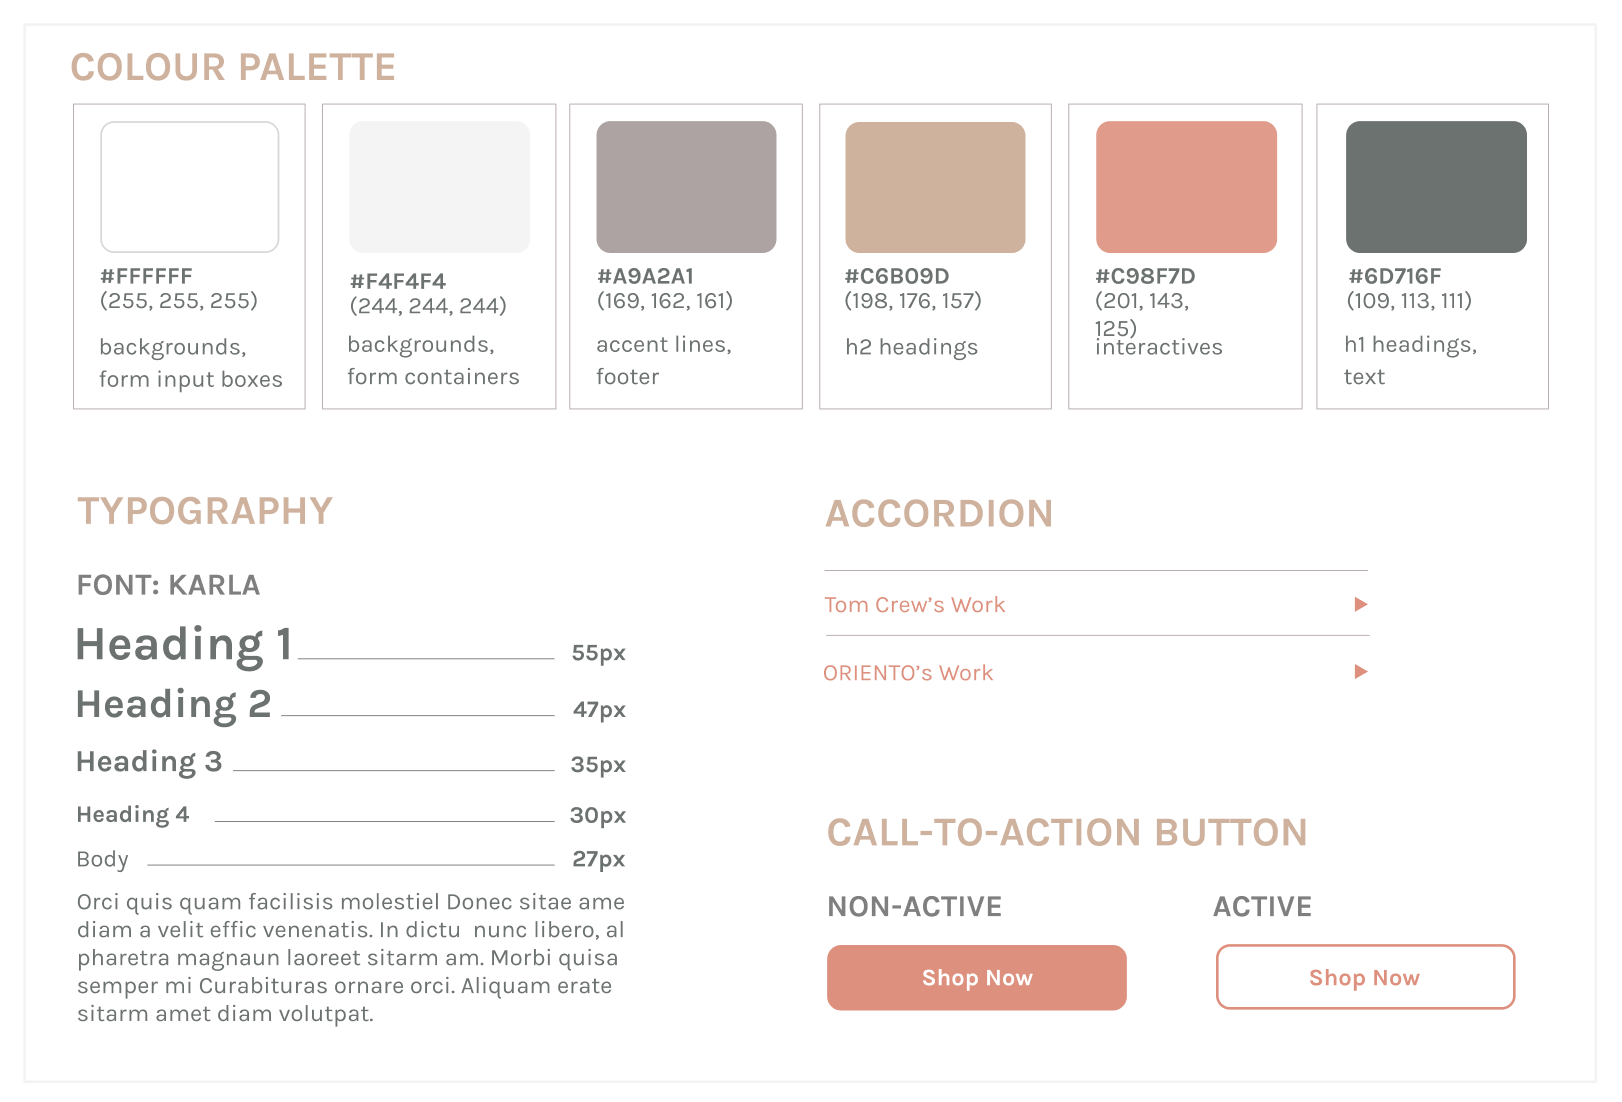 COLOUR PALETTE
#FFFFFF
(255, 255, 255)
backgrounds,
form input boxes
#F4F4F4
(244, 244, 244)
backgrounds,
form containers
#A9A2A1
(169, 162, 161)
accent lines,
footer
#C6B09D
(198, 176, 157)
h2 headings
#C98F7D
(201, 143,
125)
interactives
#6D716F
(109, 113, 111)
h1 headings,
text
TYPOGRAPHY
FONT: KARLA
Heading 1 55px
Heading 2 47px
Heading 3 35px
Heading 4 30px
Body 27px
Orci quis quam facilisis molestiel Donec sitae ame
diam a velit effic venenatis. In dictu  nunc libero, al
pharetra magnaun laoreet sitarm am. Morbi quisa
semper mi Curabituras ornare orci. Aliquam erate
sitarm amet diam volutpat.
ACCORDION
Tom Crew’s Work
ORIENTO’s Work
CALL-TO-ACTION BUTTON
NON-ACTIVE
Shop Now
ACTIVE
Shop Now